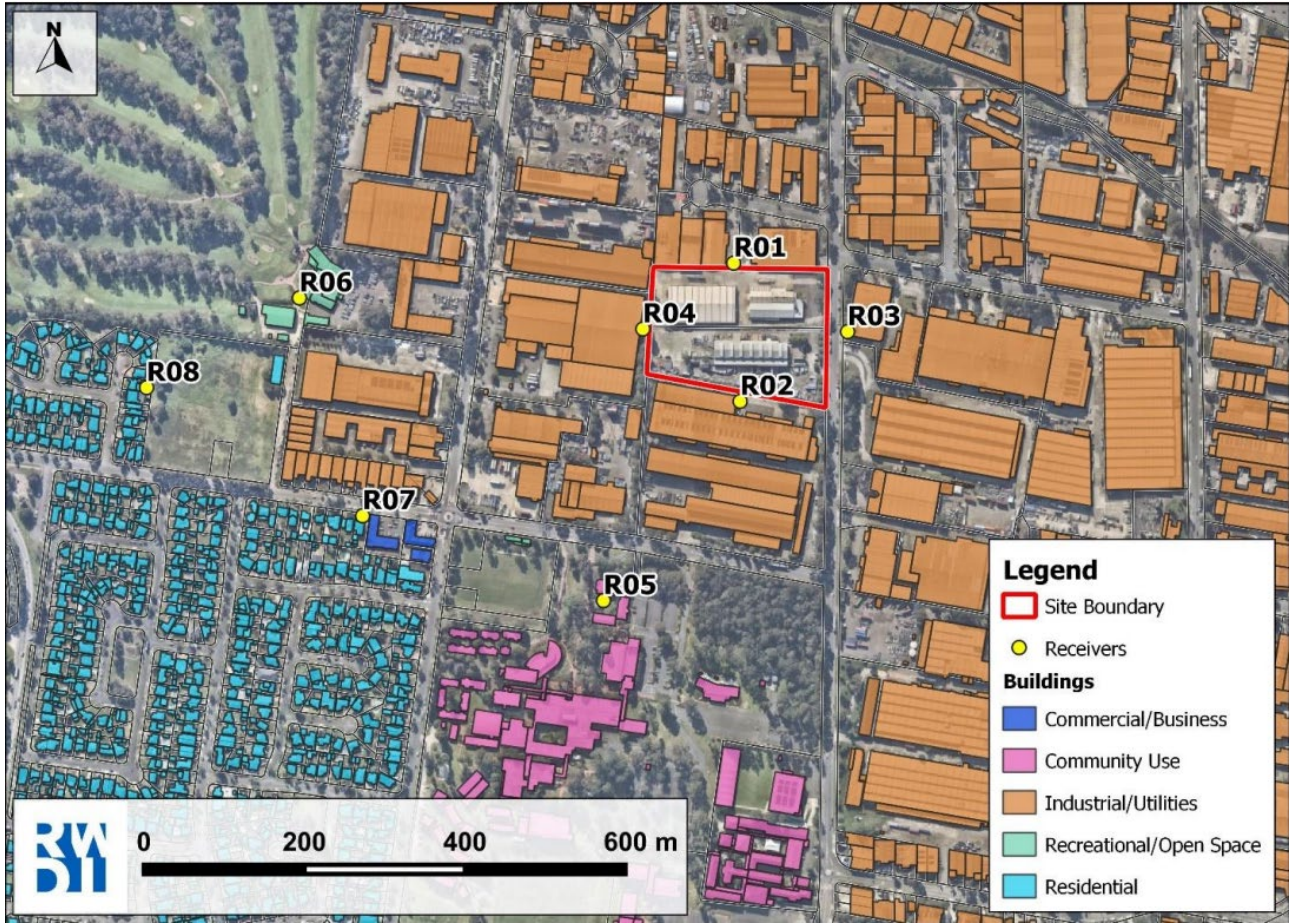 N
R01
R06
R04
R03
R08
R02
R07
R05
Legend
Site Boundary
Receivers
Buildings
Commercial/Business
Community Use
Industrial/Utilities
Recreational/Open Space
Residential
RWDI
0 200 400 600 m